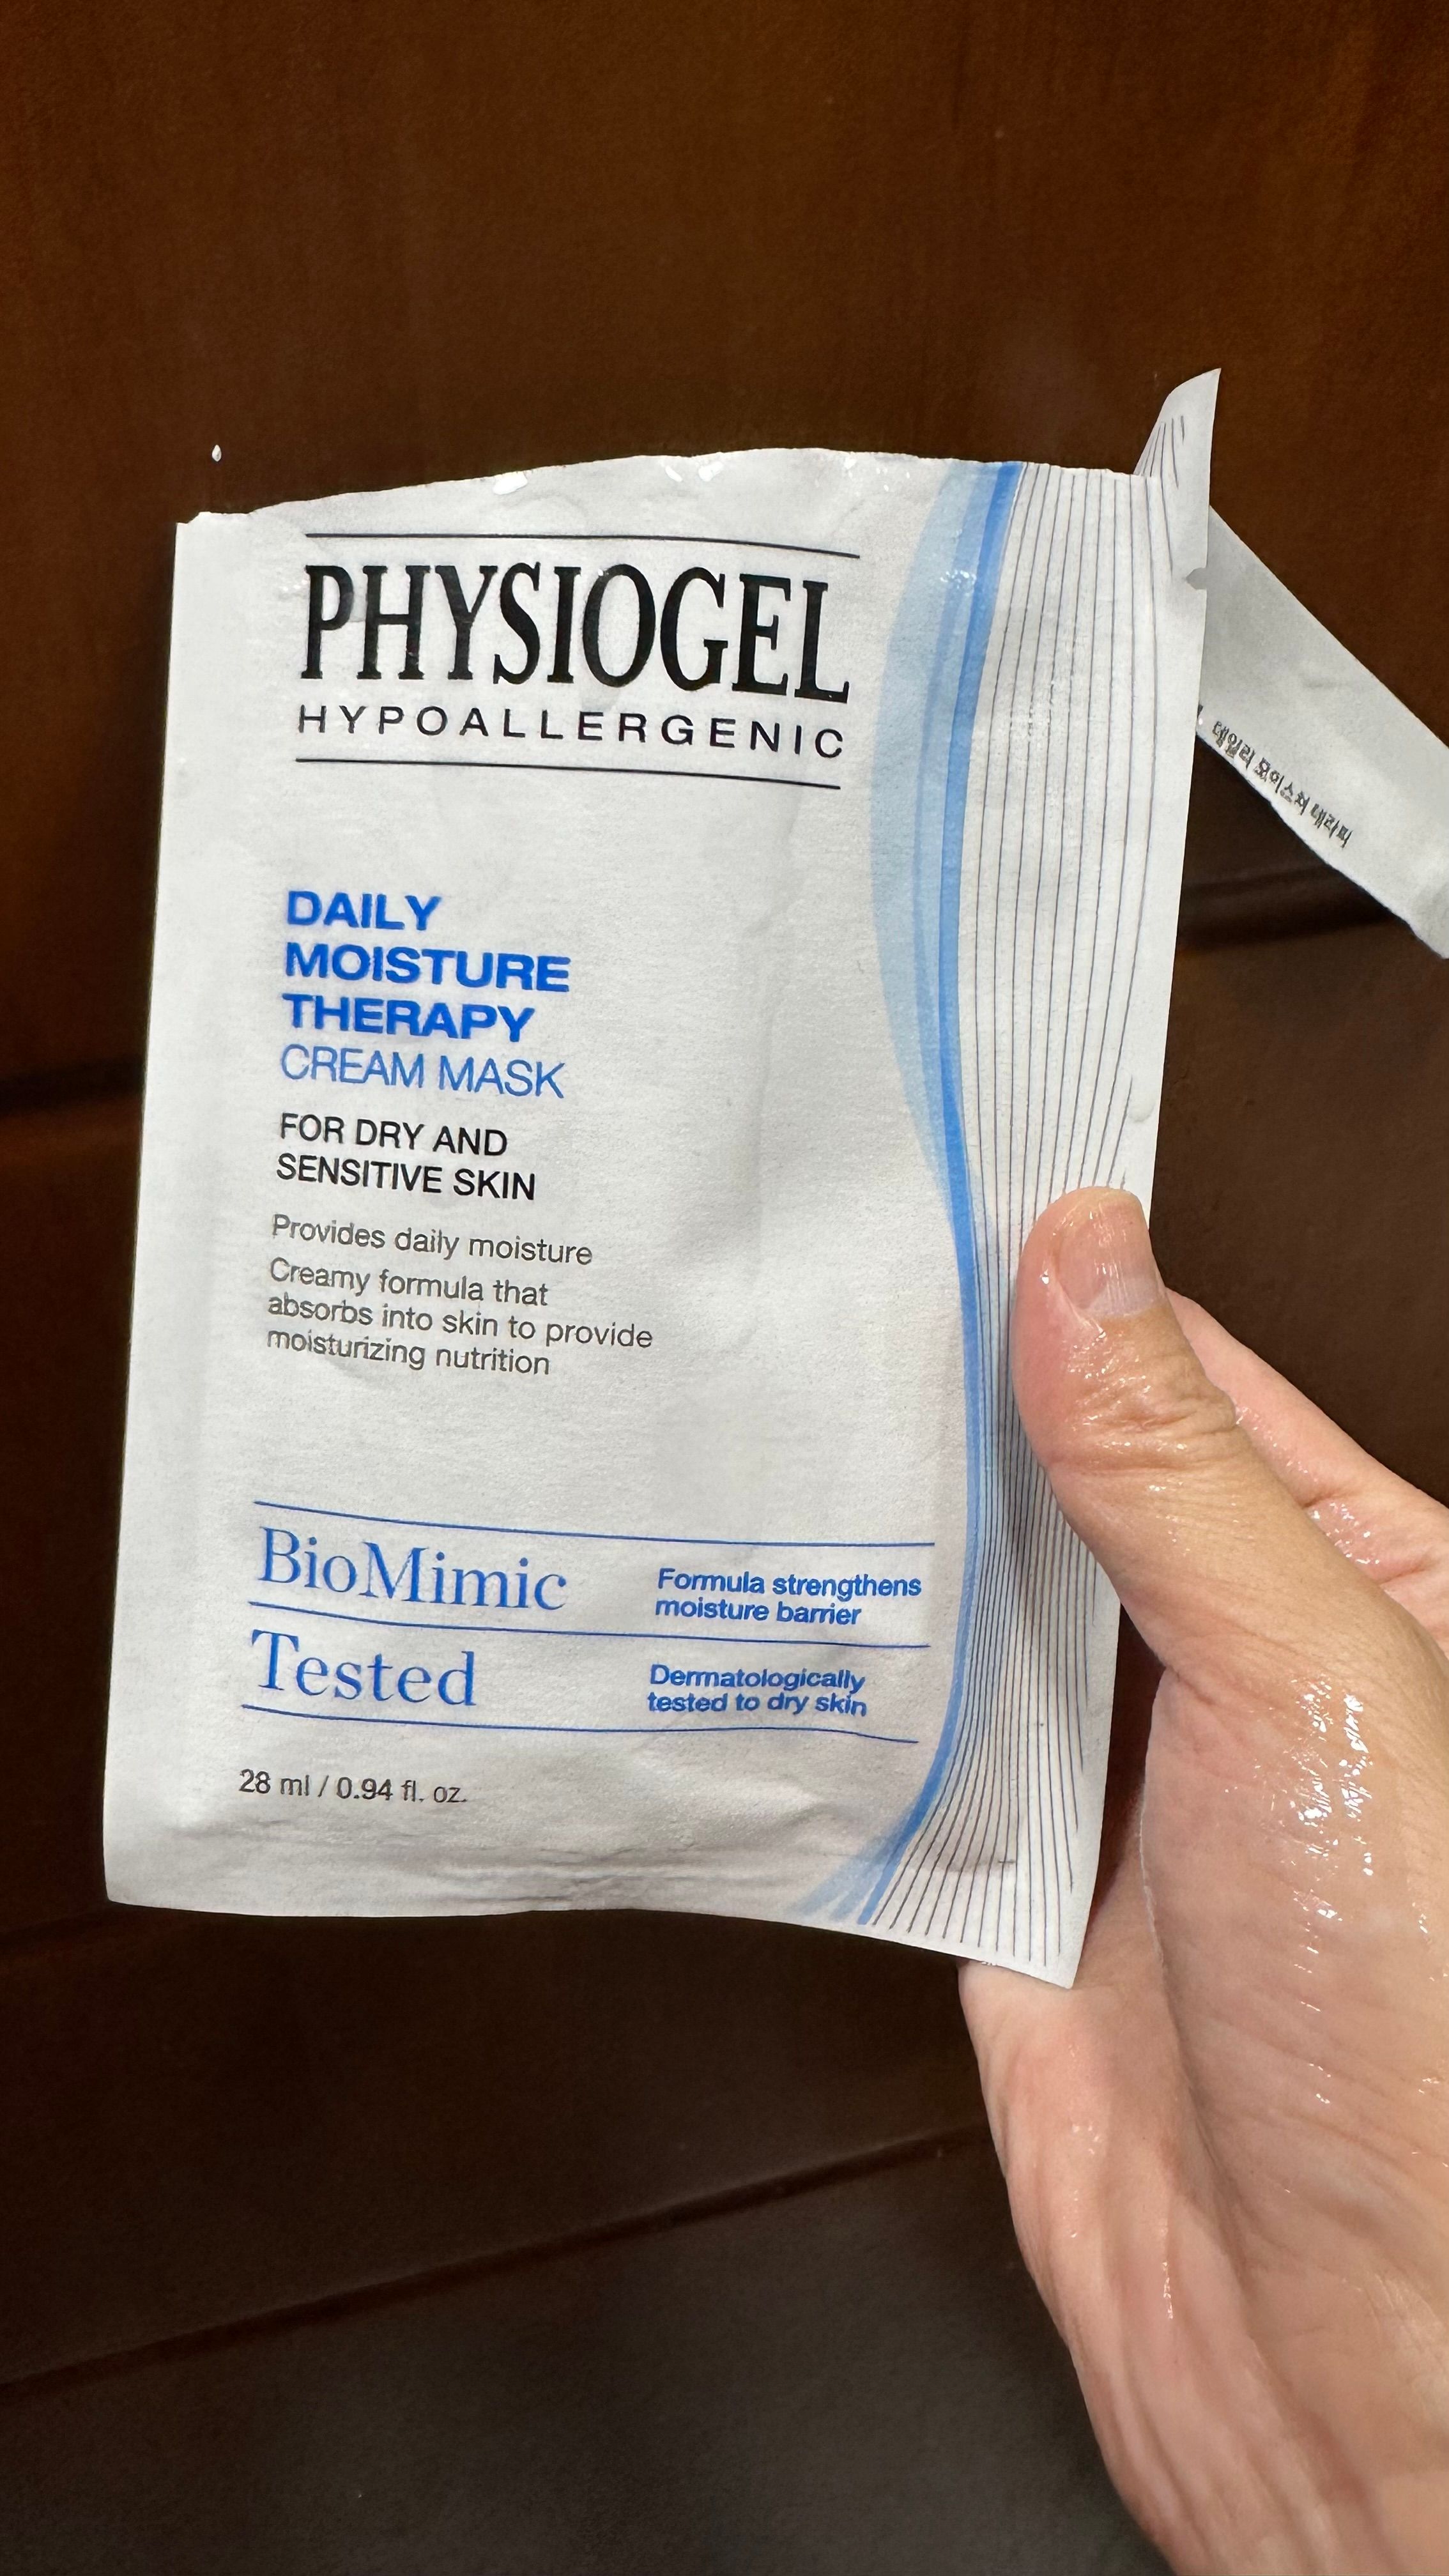 PHYSIOGEL
HYPOALLERGENIC
데일리 모이스쳐 테라피
DAILY
MOISTURE
THERAPY
CREAM MASK
FOR DRY AND
SENSITIVE SKIN
Provides daily moisture
Creamy formula that
absorbs into skin to provide
moisturizing nutrition
BioMimic
Formula strengthens
moisture barrier
Tested
Dermatologically
tested to dry skin
28 ml / 0.94 fl. oz.